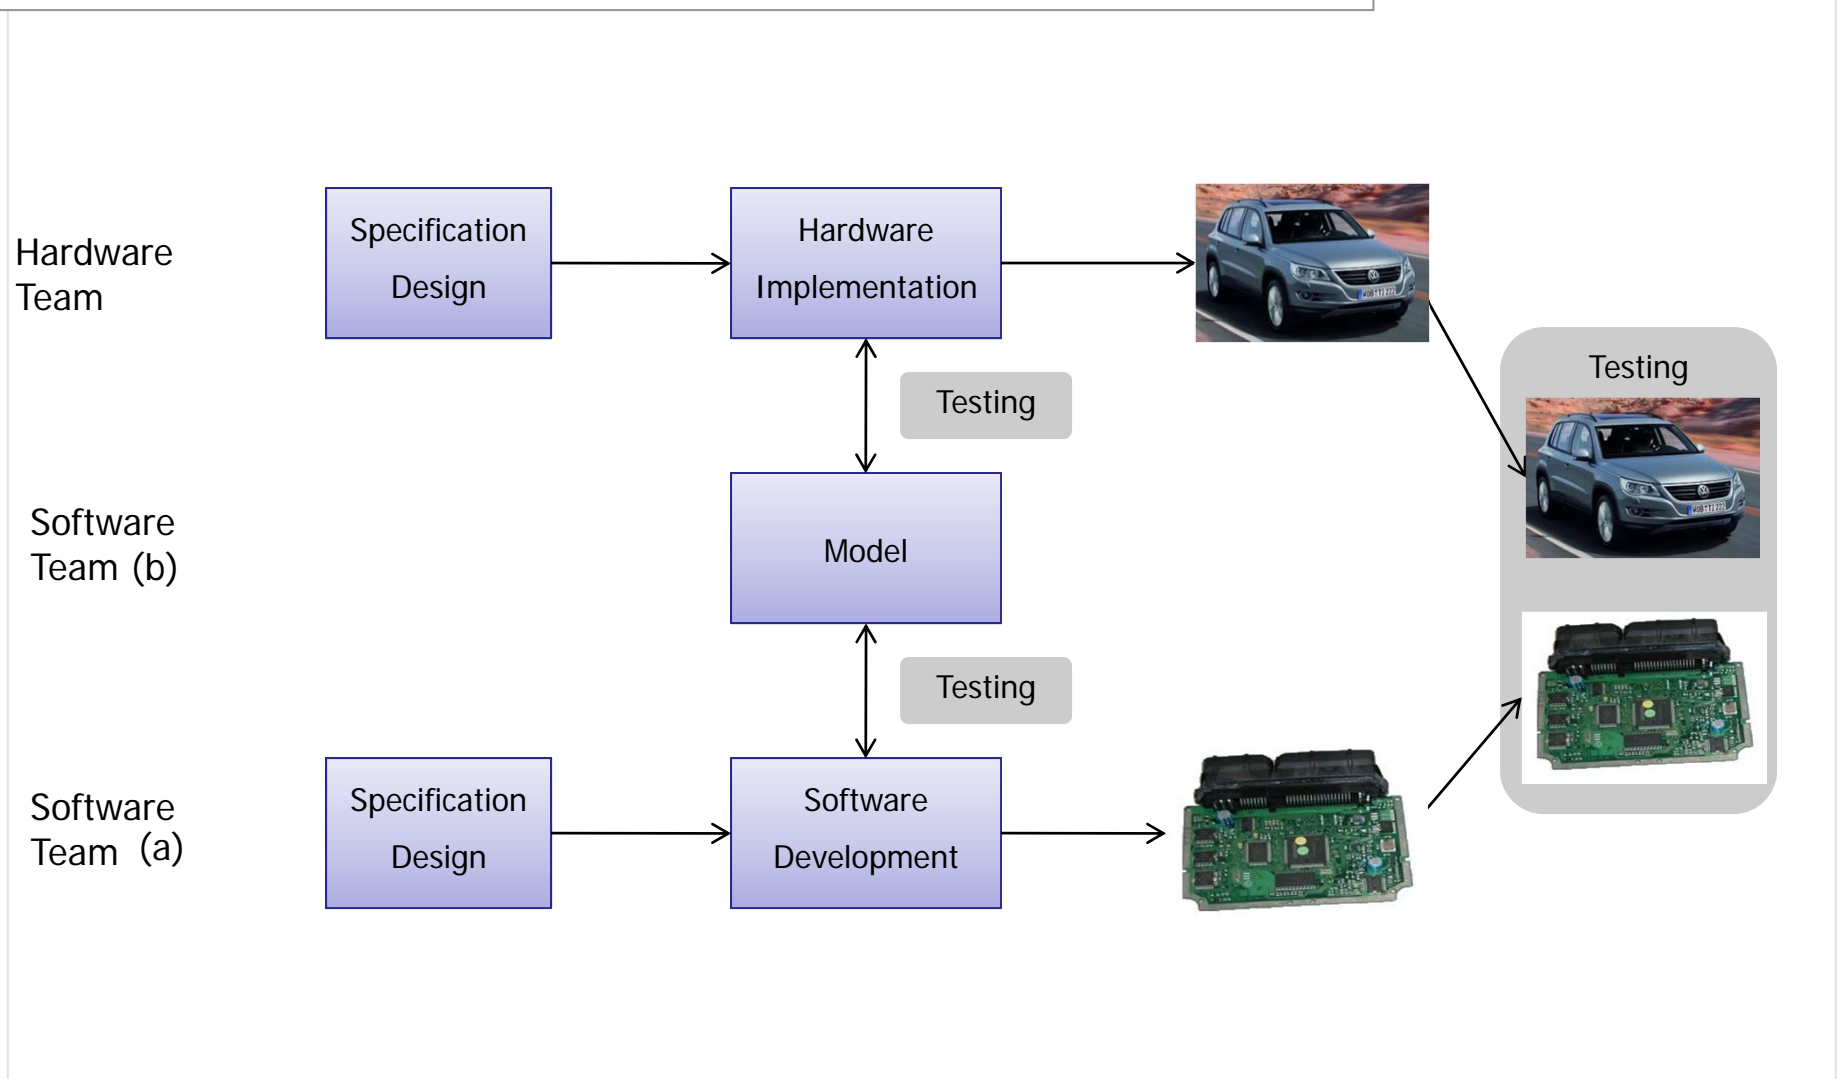 Specification
Design
Hardware
Implementation
Hardware
Team
Testing
Testing
Software
Team (b)
Model
Testing
Specification
Design
Software
Development
Software
Team (a)